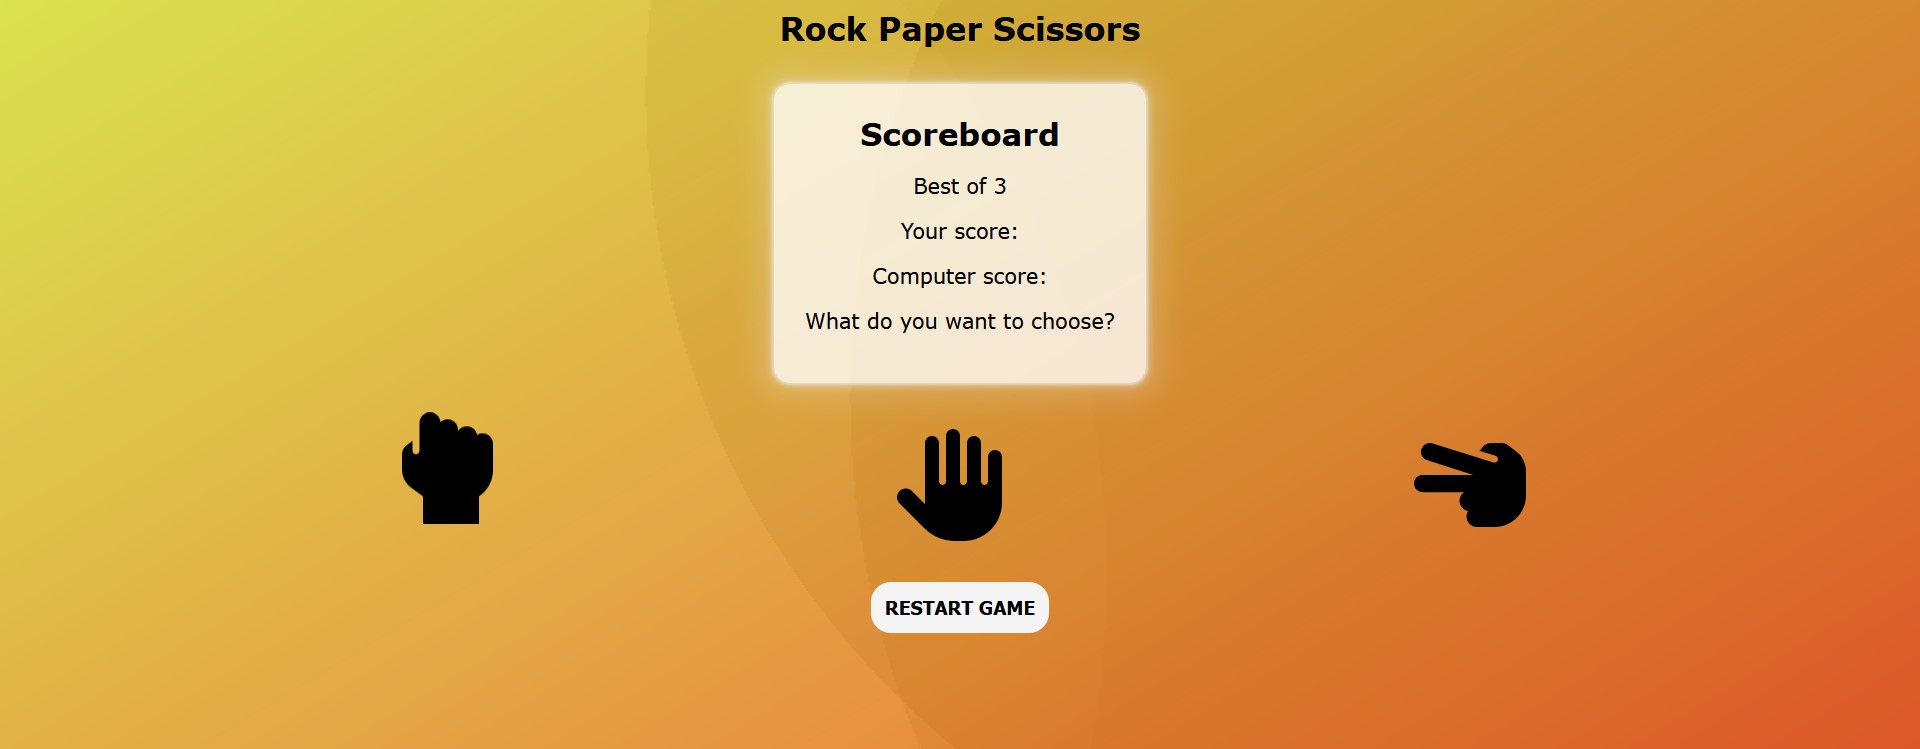 Rock Paper Scissors
Scoreboard
Best of 3
Your score:
Computer score:
What do you want to choose?
RESTART GAME